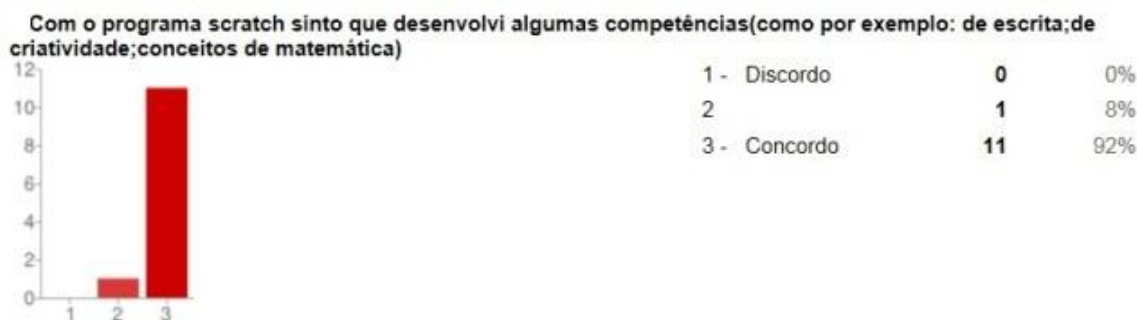 Com o programa scratch sinto que desenvolvi algumas competências(como por exemplo: de escrita;de
criatividade;conceitos de matemática)
12
10
8
6
4
2
0
1 2 3
1 - Discordo 0 0%
2 1 8%
3 - Concordo 11 92%